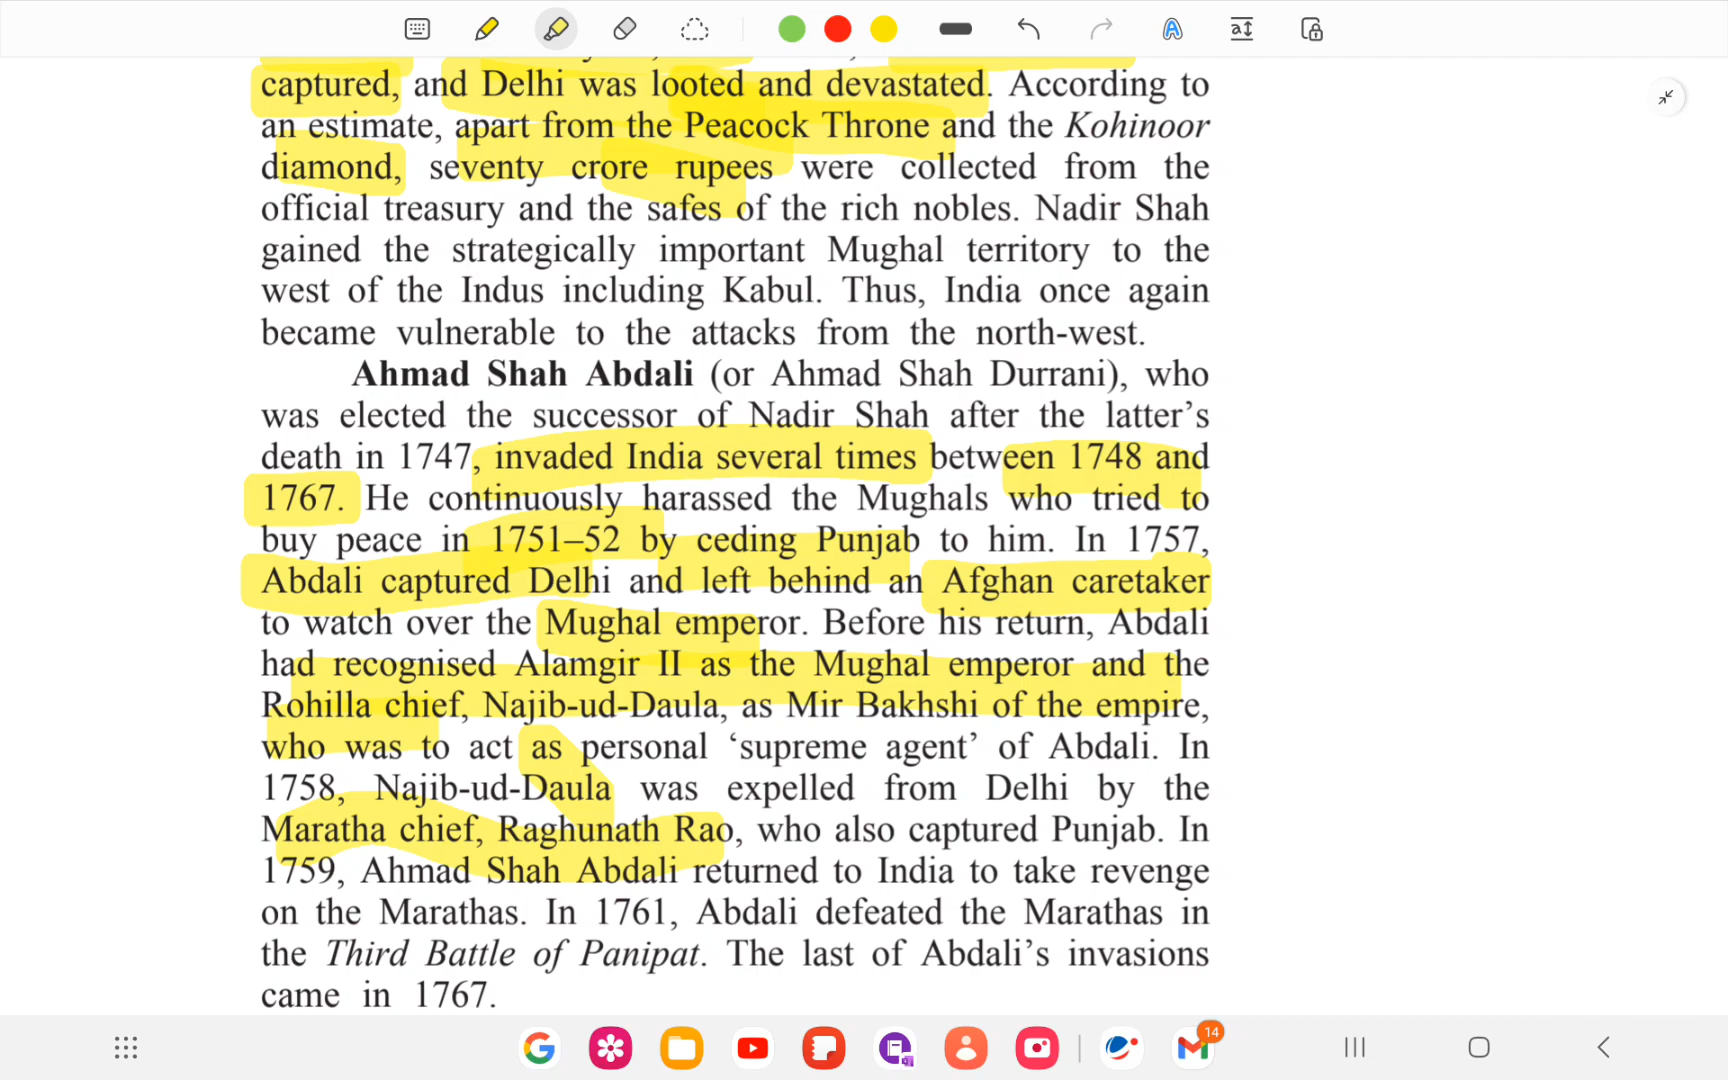 captured, and Delhi was looted and devastated. According to
an estimate, apart from the Peacock Throne and the Kohinoor
diamond, seventy crore rupees were collected from the
official treasury and the safes of the rich nobles. Nadir Shah
gained the strategically important Mughal territory to the
west of the Indus including Kabul. Thus, India once again
became vulnerable to the attacks from the north-west.
Ahmad Shah Abdali (or Ahmad Shah Durrani), who
was elected the successor of Nadir Shah after the latter’s
death in 1747, invaded India several times between 1748 and
1767. He continuously harassed the Mughals who tried to
buy peace in 1751–52 by ceding Punjab to him. In 1757,
Abdali captured Delhi and left behind an Afghan caretaker
to watch over the Mughal emperor. Before his return, Abdali
had recognised Alamgir II as the Mughal emperor and the
Rohilla chief, Najib-ud-Daula, as Mir Bakhshi of the empire,
who was to act as personal ‘supreme agent’ of Abdali. In
1758, Najib-ud-Daula was expelled from Delhi by the
Maratha chief, Raghunath Rao, who also captured Punjab. In
1759, Ahmad Shah Abdali returned to India to take revenge
on the Marathas. In 1761, Abdali defeated the Marathas in
the Third Battle of Panipat. The last of Abdali’s invasions
came in 1767.
14